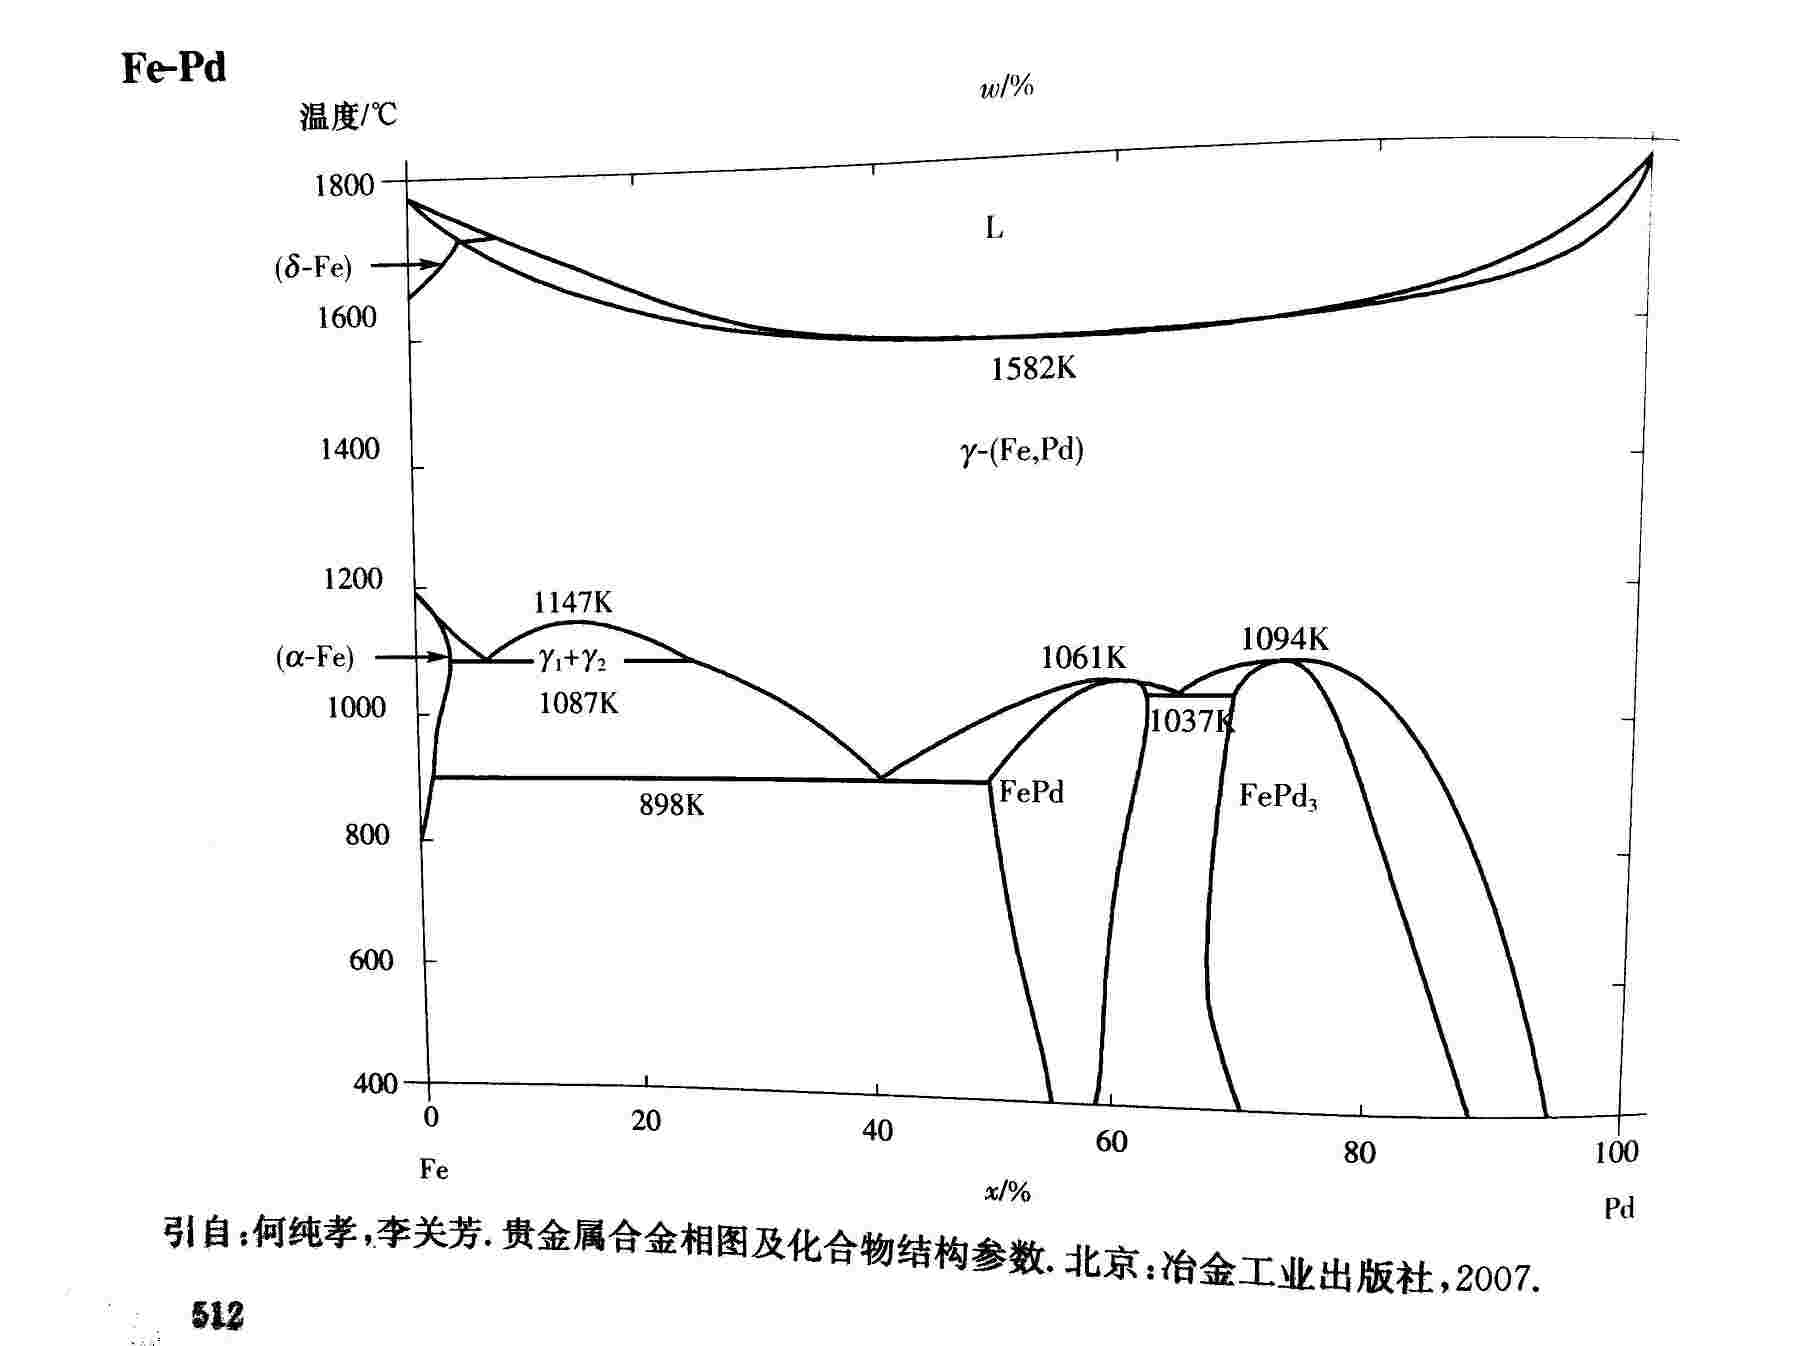 Fe-Pd
w/%
温度/℃
1800
L
(δ-Fe)
1600
1582K
1400
γ-(Fe,Pd)
1200
1147K
1094K
1061K
(α-Fe)
γ₁+γ₂
1087K
1000
1037K
FePd
FePd₃
898K
800
600
400
0
20
40
60
80
100
Fe
x/%
Pd
引自:何纯孝,李关芳.贵金属合金相图及化合物结构参数.北京:冶金工业出版社,2007.
512